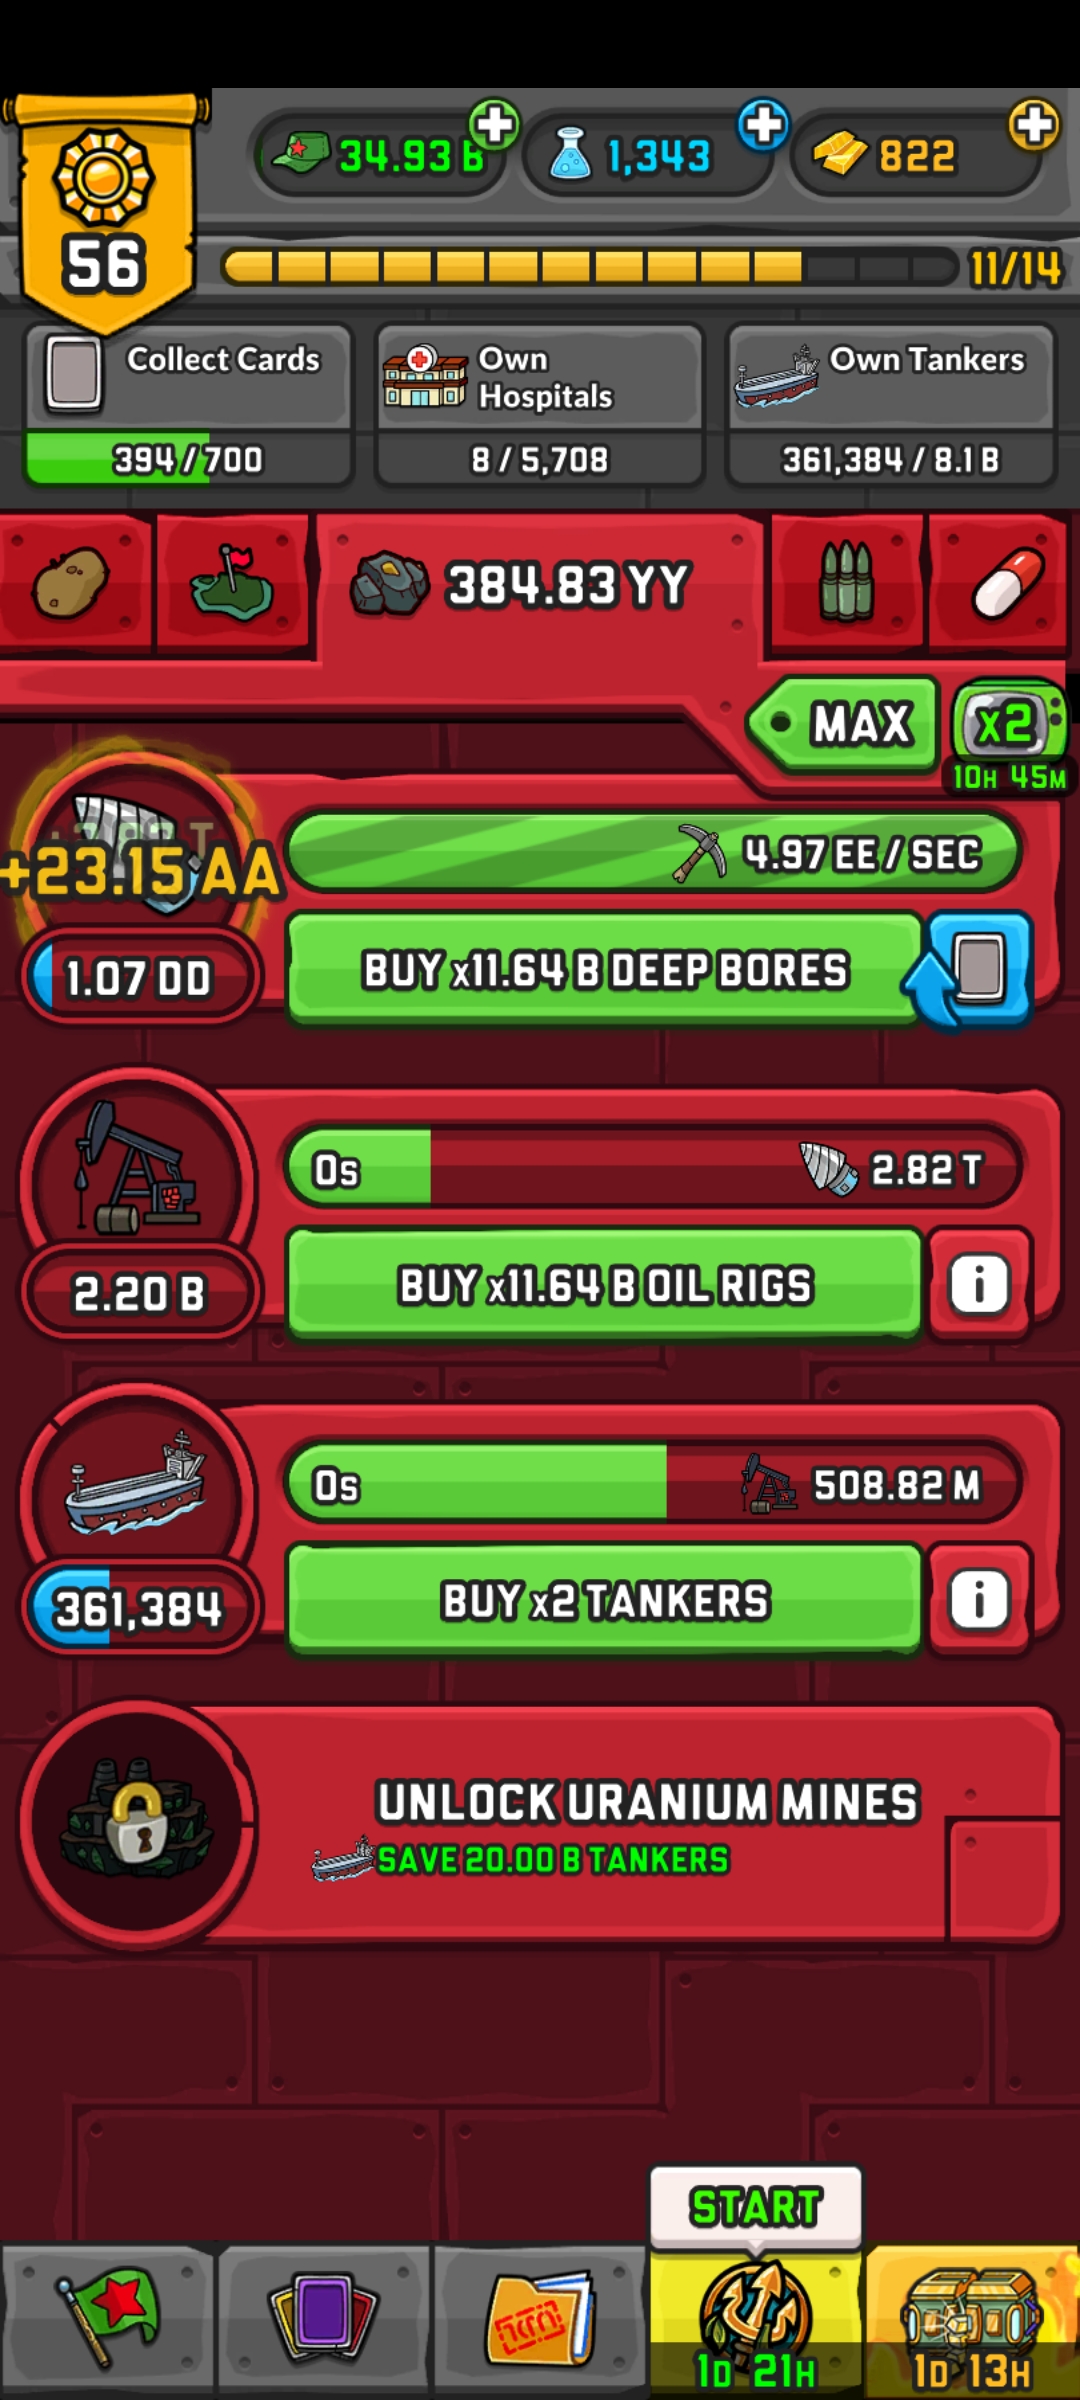 34.93 B
1,343
822
56
11/14
Collect Cards
394 / 700
Own
Hospitals
8 / 5,708
Own Tankers
361,384 / 8.1 B
384.83 YY
MAX
x2
10H 45M
+23.15 AA
4.97 EE / SEC
1.07 DD
BUY x11.64 B DEEP BORES
0s
2.82 T
2.20 B
BUY x11.64 B OIL RIGS
i
0s
508.82 M
361,384
BUY x2 TANKERS
i
UNLOCK URANIUM MINES
SAVE 20.00 B TANKERS
START
1D 21H
1D 13H